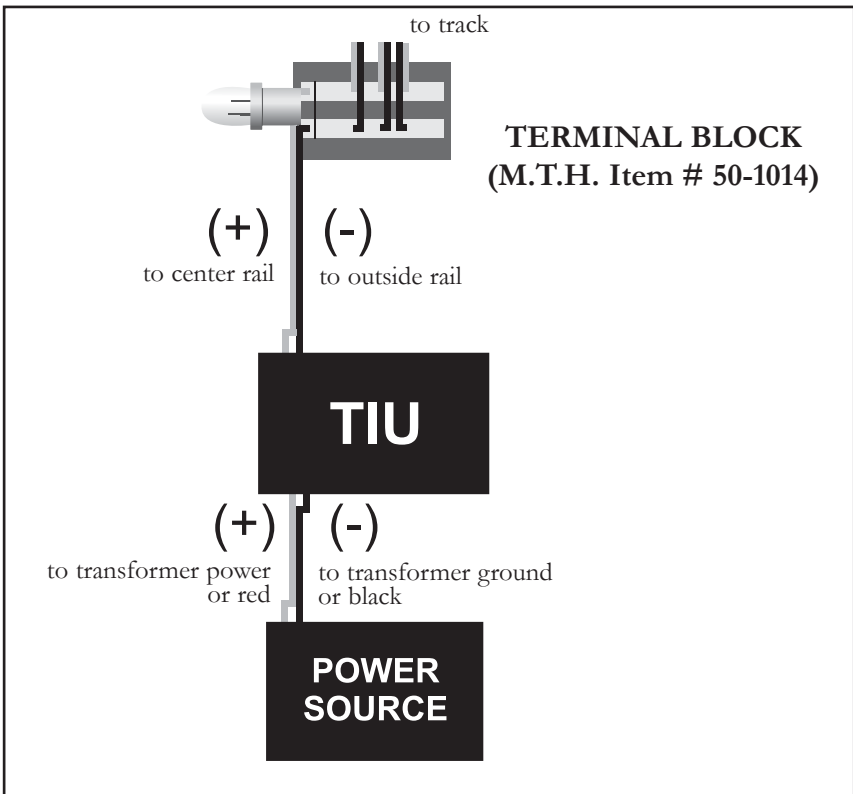 to track
TERMINAL BLOCK
(M.T.H. Item # 50-1014)
(+)
(-)
to center rail
to outside rail
TIU
(+)
(-)
to transformer power
or red
to transformer ground
or black
POWER
SOURCE